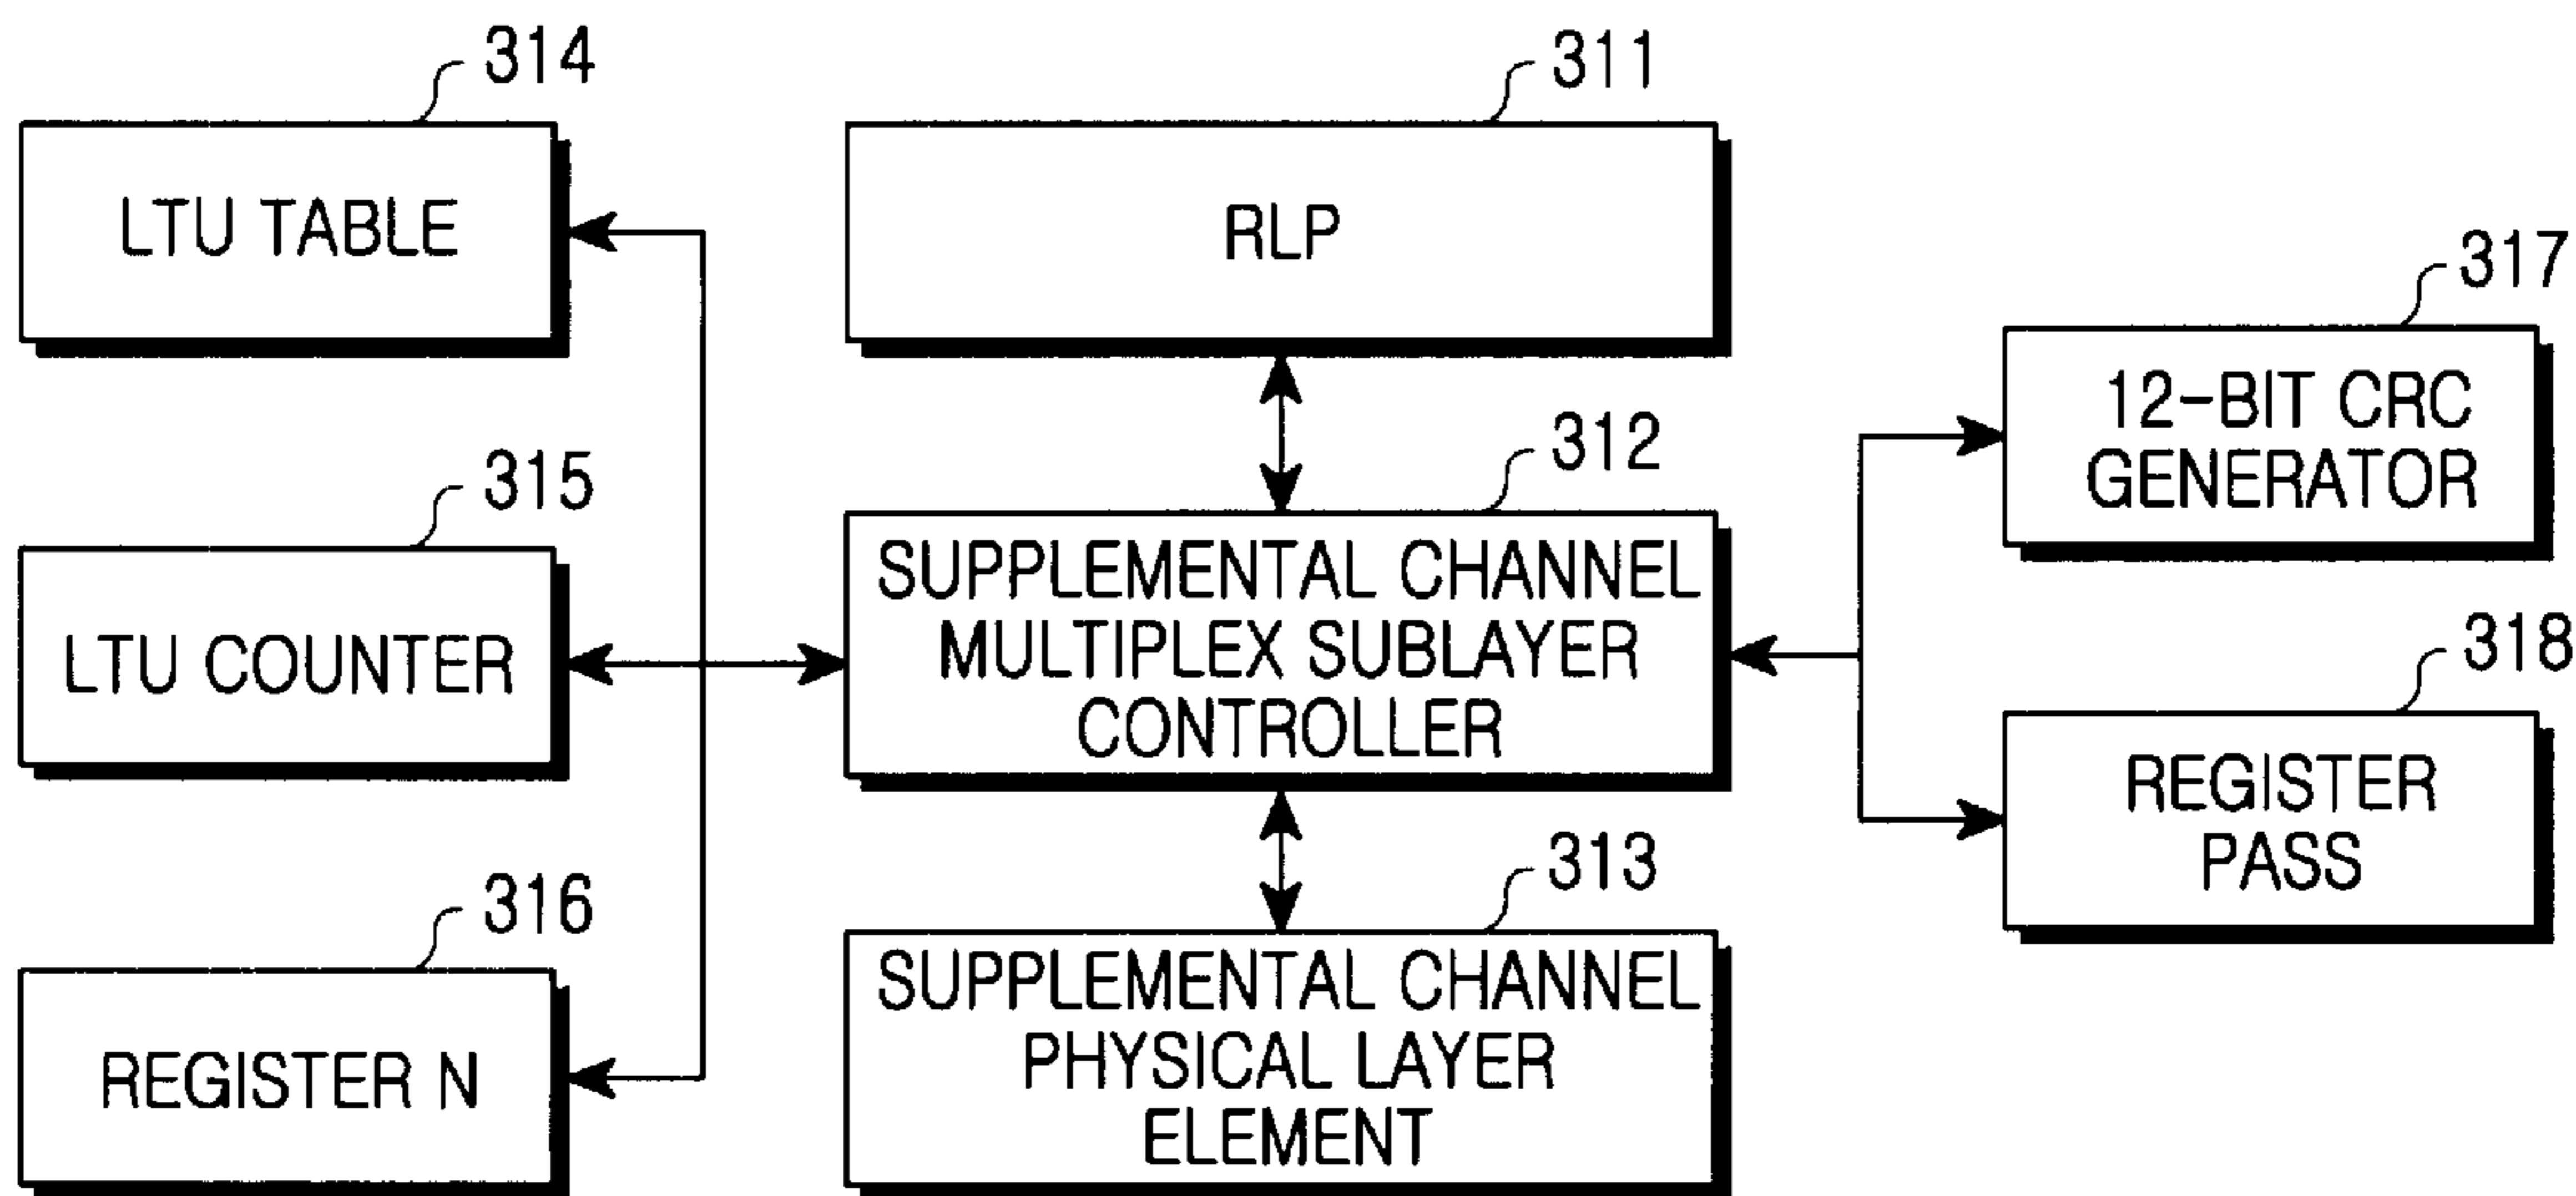 314
LTU TABLE
311
RLP
317
12-BIT CRC
GENERATOR
315
LTU COUNTER
312
SUPPLEMENTAL CHANNEL
MULTIPLEX SUBLAYER
CONTROLLER
318
REGISTER
PASS
316
REGISTER N
313
SUPPLEMENTAL CHANNEL
PHYSICAL LAYER
ELEMENT